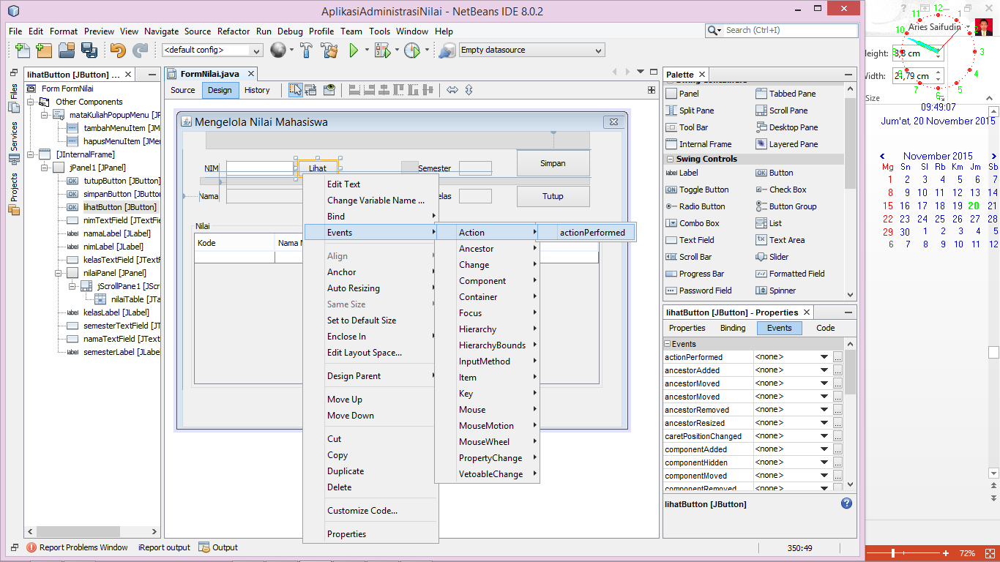 AplikasiAdministrasiNilai - NetBeans IDE 8.0.2
File Edit Format Preview View Navigate Source Refactor Run Debug Profile Team Tools Window Help
Search (Ctrl+I)
<default config>
Empty datasource
lihatButton [JButton] ...
Form FormNilai
Other Components
mataKuliahPopupMenu [JP
tambahMenuItem [JM
hapusMenuItem [JMer
[JInternalFrame]
jPanel1 [JPanel]
tutupButton [JButton]
simpanButton [JButton
lihatButton [JButton]
nimTextField [JTextFie
namaLabel [JLabel]
nimLabel [JLabel]
kelasTextField [JTextF
nilaiPanel [JPanel]
jScrollPane1 [JScr
nilaiTable [JTa
kelasLabel [JLabel]
semesterTextField [JT
namaTextField [JText
semesterLabel [JLabe
Files
Services
Projects
FormNilai.java
Source Design History
Mengelola Nilai Mahasiswa
NIM Lihat Semester Simpan
Nama elas Tutup
Nilai
Kode Nama M
Edit Text
Change Variable Name ...
Bind
Events
Align
Anchor
Auto Resizing
Same Size
Set to Default Size
Enclose In
Edit Layout Space...
Design Parent
Move Up
Move Down
Cut
Copy
Duplicate
Delete
Customize Code...
Properties
Action
Ancestor
Change
Component
Container
Focus
Hierarchy
HierarchyBounds
InputMethod
Item
Key
Mouse
MouseMotion
MouseWheel
PropertyChange
VetoableChange
actionPerformed
Palette
Panel Tabbed Pane
Split Pane Scroll Pane
Tool Bar Desktop Pane
Internal Frame Layered Pane
Swing Controls
Label Button
Toggle Button Check Box
Radio Button Button Group
Combo Box List
Text Field Text Area
Scroll Bar Slider
Progress Bar Formatted Field
Password Field Spinner
lihatButton [JButton] - Properties
Properties Binding Events Code
Events
actionPerformed <none>
ancestorAdded <none>
ancestorMoved <none>
ancestorMoved <none>
ancestorRemoved <none>
ancestorResized <none>
caretPositionChanged <none>
componentAdded <none>
componentHidden <none>
componentMoved <none>
componentRemoved <none>
lihatButton [JButton]
Report Problems Window iReport output Output
350:49
Aries Saifudin
eight: 3,8 cm
Width: 21,79 cm
Size
12 1 2 3 4 5 6 7 10 11
09:49:07
Jum'at, 20 November 2015
November 2015
Mg Sn Sl Rb Km Jm Sb
1 2 3 4 5 6 7
8 9 10 11 12 13 14
15 16 17 18 19 20 21
22 23 24 25 26 27 28
29 30 1 2 3 4 5
6 7 8 9 10 11 12
72%